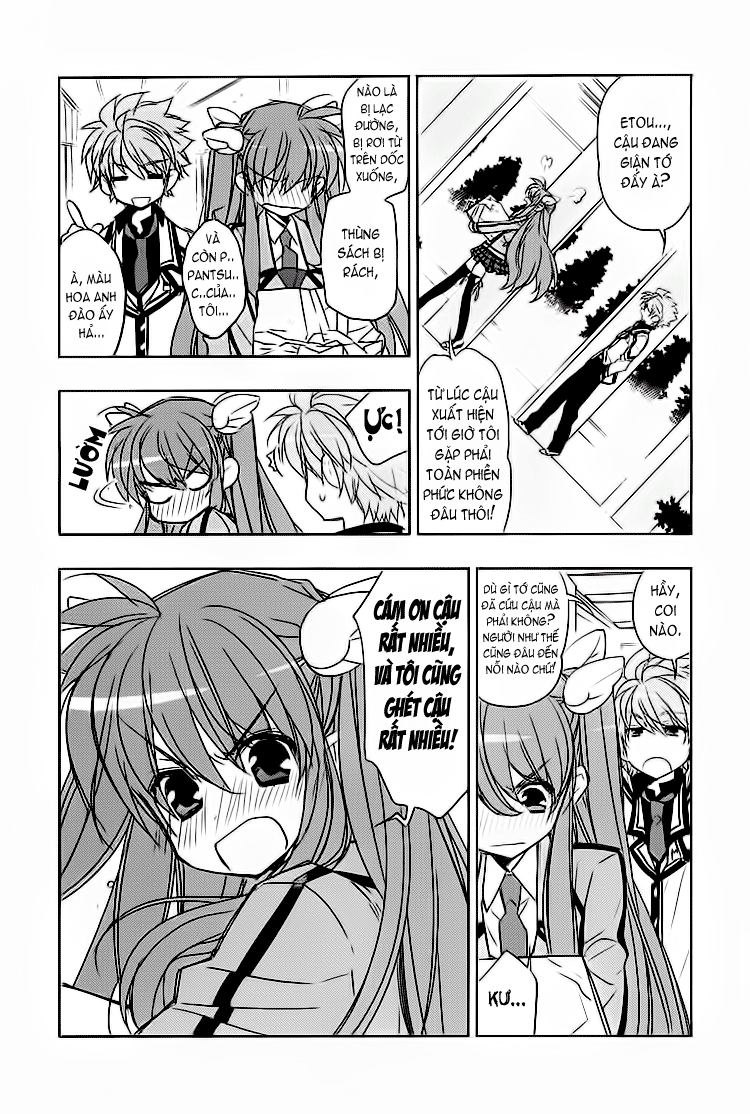 ETOU...,
CẬU ĐANG
GIẬN TỚ
ĐẤY À?
TỪ LÚC CẬU
XUẤT HIỆN
TỚI GIỜ TÔI
GẶP PHẢI
TOÀN PHIỀN
PHỨC KHÔNG
ĐÂU THÔI!
NÀO LÀ
BỊ LẠC
ĐƯỜNG,
BỊ RƠI TỪ
TRÊN DỐC
XUỐNG,
THÙNG
SÁCH BỊ
RÁCH,
VÀ
CÒN P..
PANTSU..
C..CỦA..
TÔI...
À, MÀU
HOA ANH
ĐÀO ẤY
HẢ...
ỰC!
LƯỜM
HẦY,
COI
NÀO.
DÙ GÌ TỚ CŨNG
ĐÃ CỨU CẬU MÀ
PHẢI KHÔNG?
NGƯỜI NHƯ THẾ
CŨNG ĐÂU ĐẾN
NỖI NÀO CHỨ!
KƯ...
CÁM ƠN CẬU
RẤT NHIỀU,
VÀ TÔI CŨNG
GHÉT CẬU
RẤT NHIỀU!